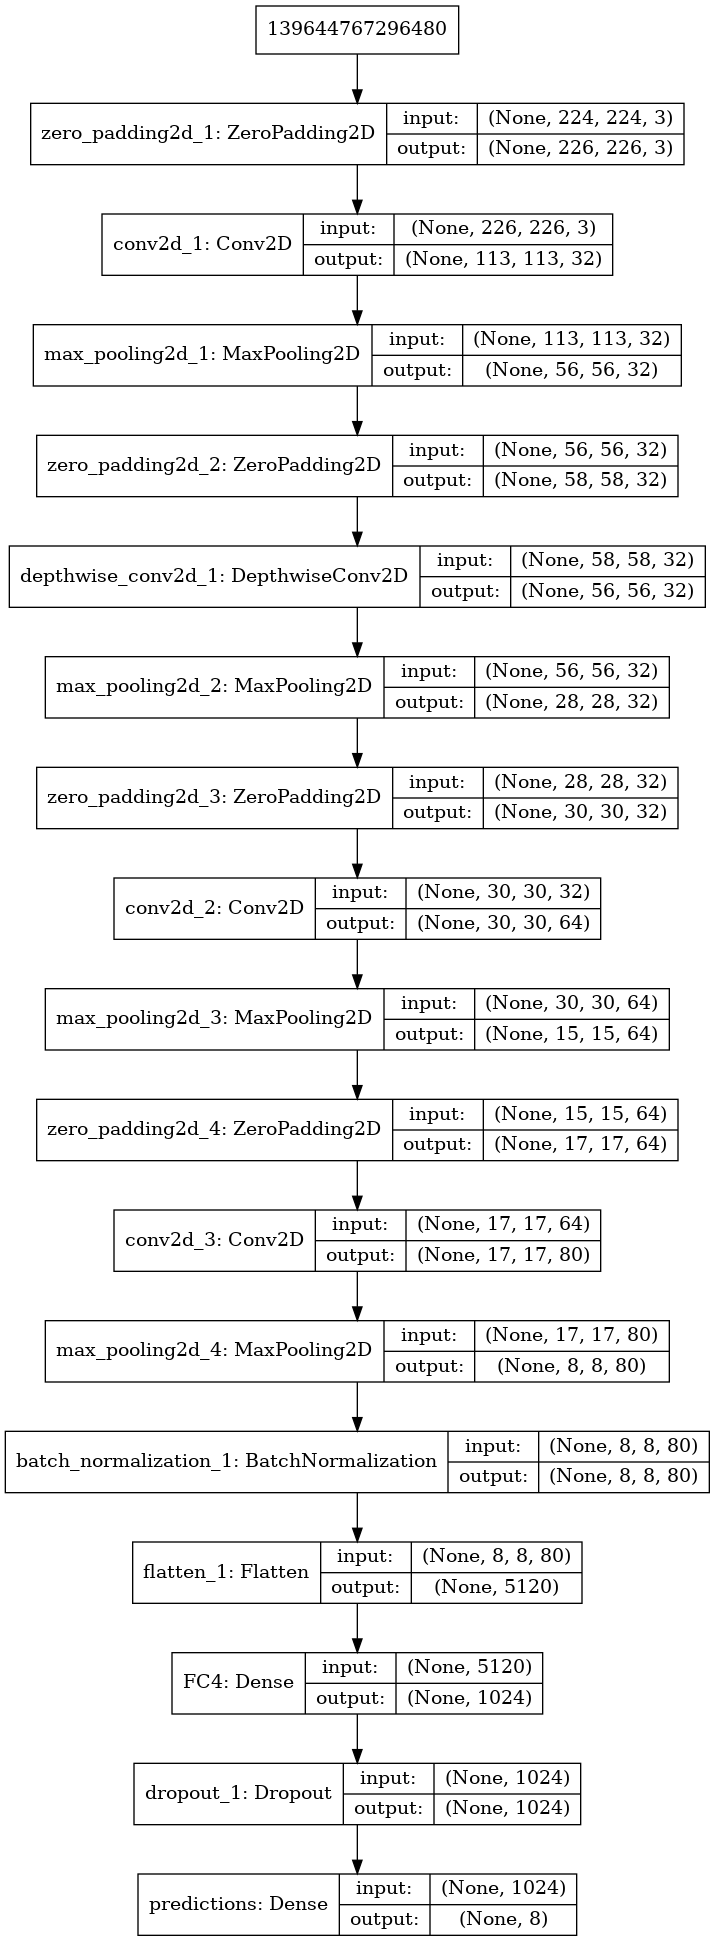 139644767296480
zero_padding2d_1: ZeroPadding2D
input: (None, 224, 224, 3)
output: (None, 226, 226, 3)
conv2d_1: Conv2D
input: (None, 226, 226, 3)
output: (None, 113, 113, 32)
max_pooling2d_1: MaxPooling2D
input: (None, 113, 113, 32)
output: (None, 56, 56, 32)
zero_padding2d_2: ZeroPadding2D
input: (None, 56, 56, 32)
output: (None, 58, 58, 32)
depthwise_conv2d_1: DepthwiseConv2D
input: (None, 58, 58, 32)
output: (None, 56, 56, 32)
max_pooling2d_2: MaxPooling2D
input: (None, 56, 56, 32)
output: (None, 28, 28, 32)
zero_padding2d_3: ZeroPadding2D
input: (None, 28, 28, 32)
output: (None, 30, 30, 32)
conv2d_2: Conv2D
input: (None, 30, 30, 32)
output: (None, 30, 30, 64)
max_pooling2d_3: MaxPooling2D
input: (None, 30, 30, 64)
output: (None, 15, 15, 64)
zero_padding2d_4: ZeroPadding2D
input: (None, 15, 15, 64)
output: (None, 17, 17, 64)
conv2d_3: Conv2D
input: (None, 17, 17, 64)
output: (None, 17, 17, 80)
max_pooling2d_4: MaxPooling2D
input: (None, 17, 17, 80)
output: (None, 8, 8, 80)
batch_normalization_1: BatchNormalization
input: (None, 8, 8, 80)
output: (None, 8, 8, 80)
flatten_1: Flatten
input: (None, 8, 8, 80)
output: (None, 5120)
FC4: Dense
input: (None, 5120)
output: (None, 1024)
dropout_1: Dropout
input: (None, 1024)
output: (None, 1024)
predictions: Dense
input: (None, 1024)
output: (None, 8)